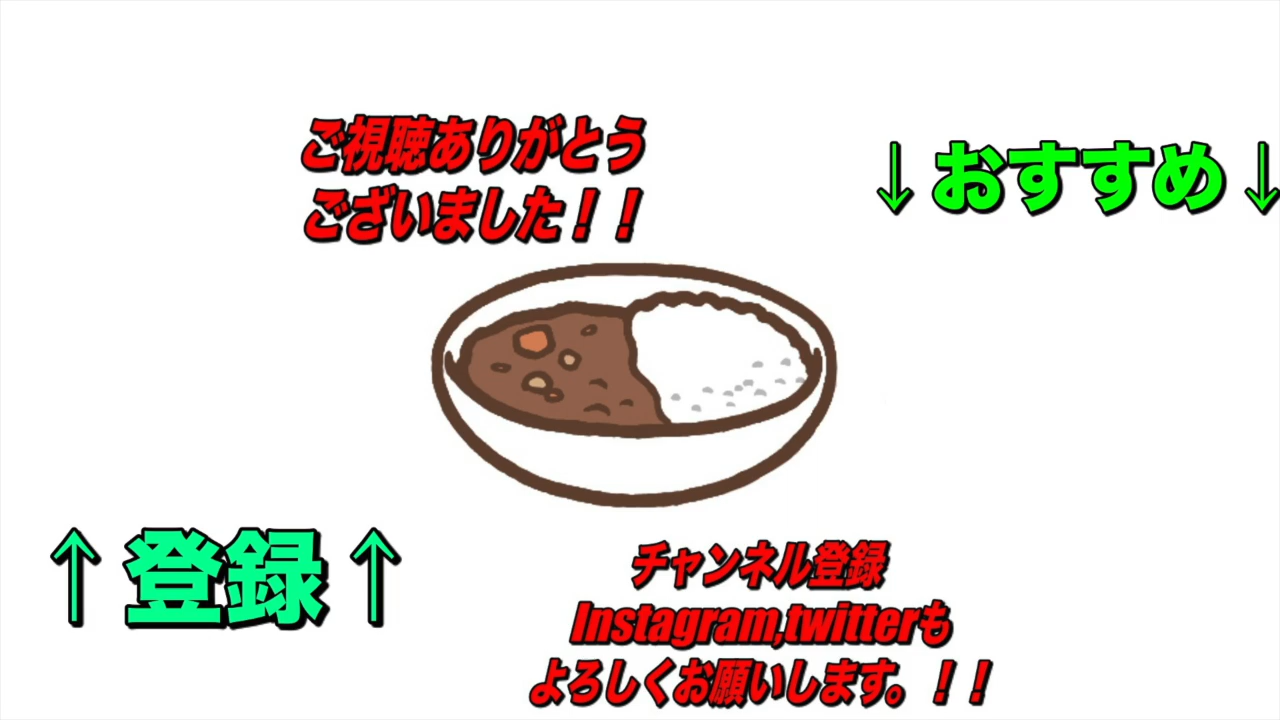 ご視聴ありがとう
ございました！！
↓おすすめ↓
↑登録↑
チャンネル登録
Instagram,twitterも
よろしくお願いします。！！